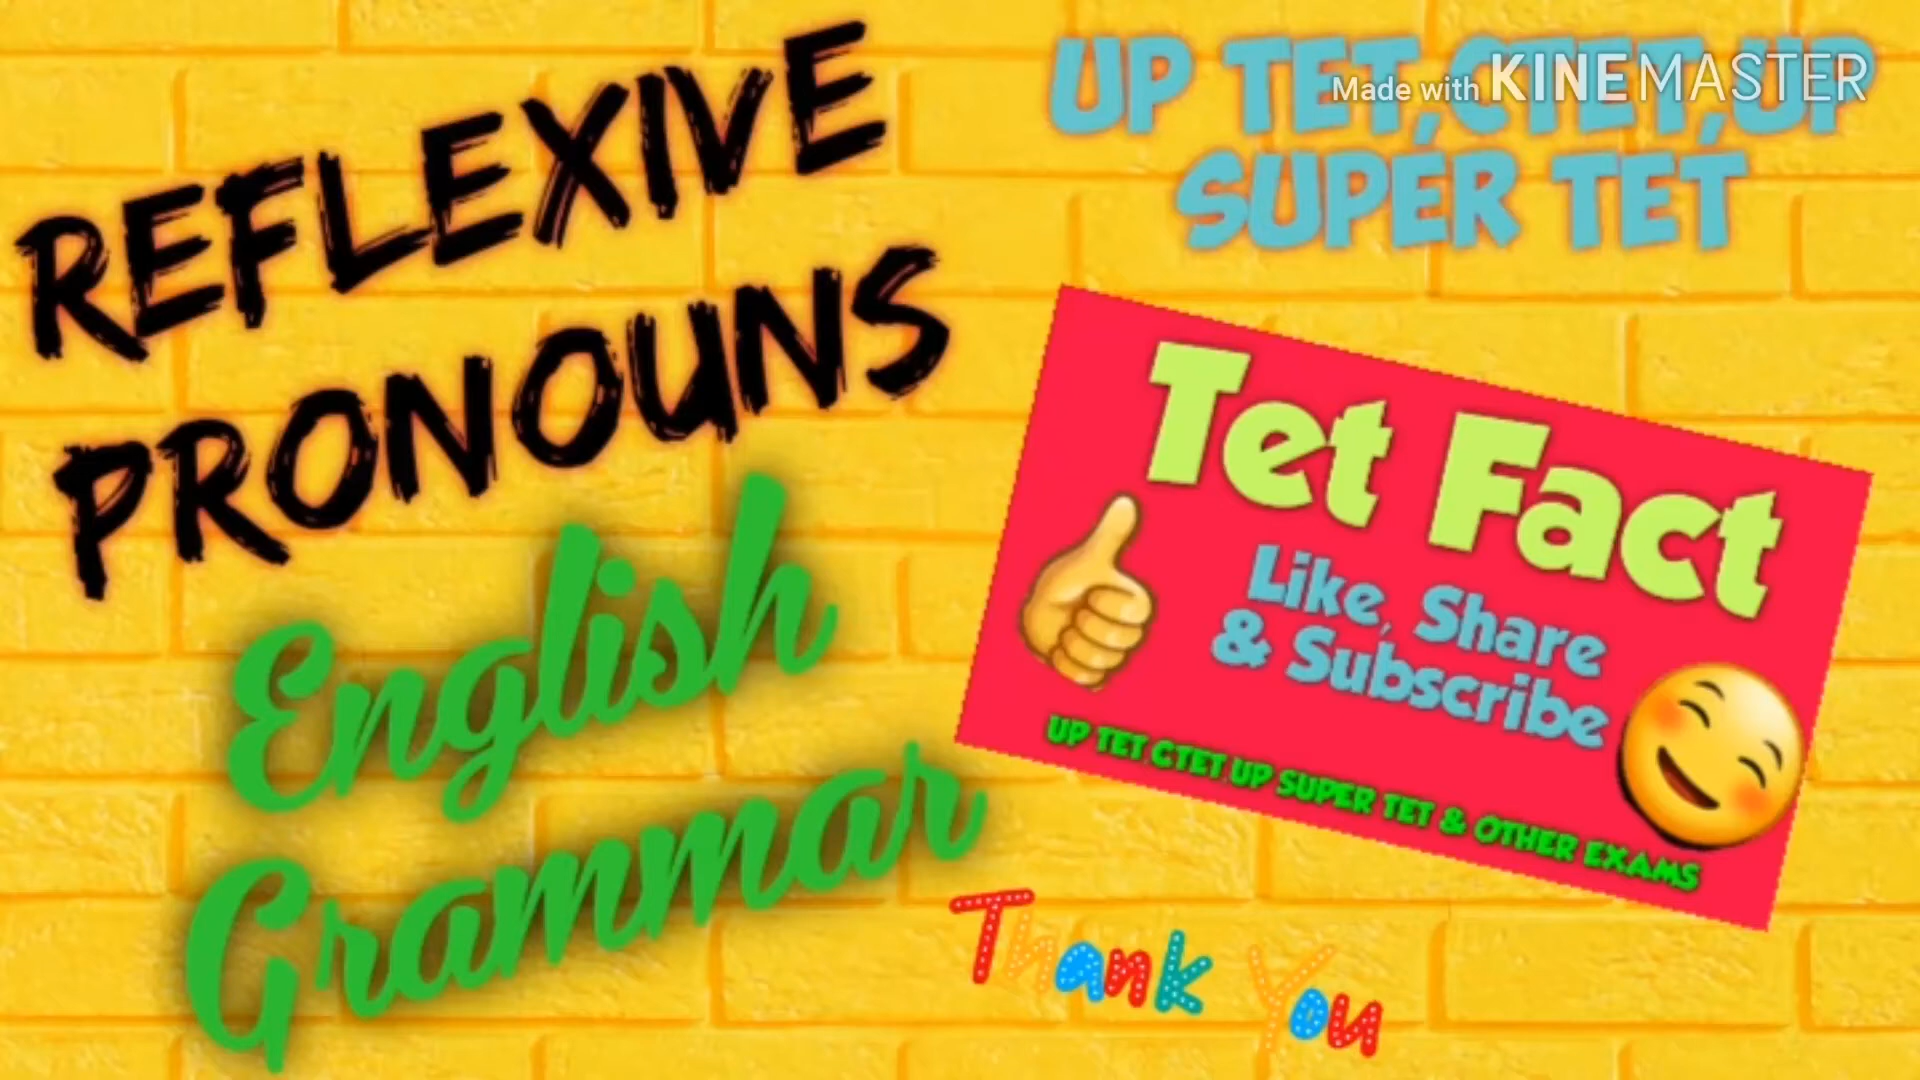 REFLEXIVE
PRONOUNS
English
Grammar
UP TET,CTET,UP
SUPER TET
Made with KINEMASTER
Tet Fact
Like, Share
& Subscribe
UP TET CTET UP SUPER TET & OTHER EXAMS
Thank You